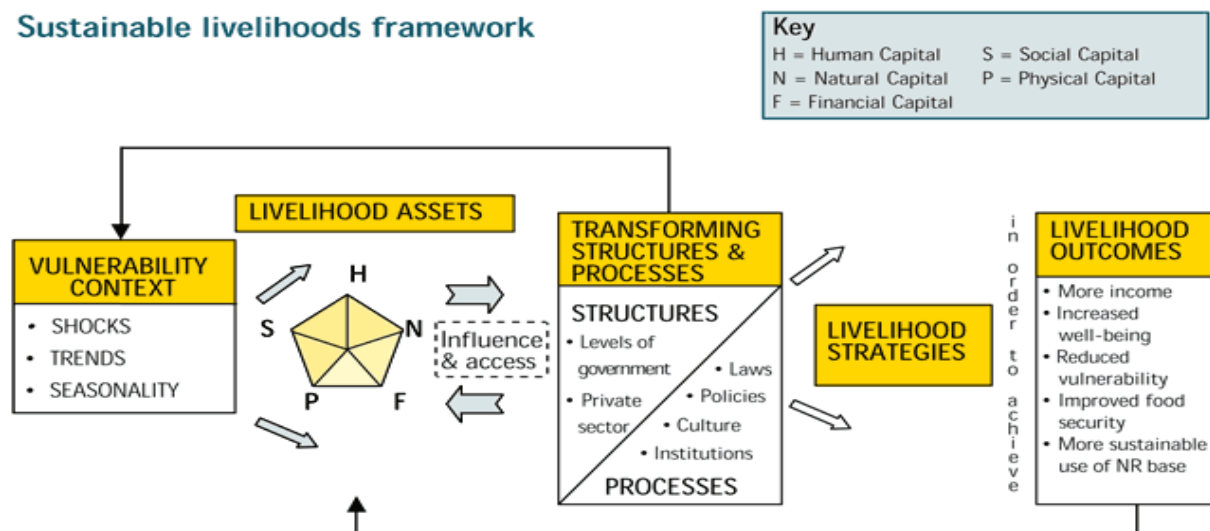 Sustainable livelihoods framework
Key
H = Human Capital S = Social Capital
N = Natural Capital P = Physical Capital
F = Financial Capital
LIVELIHOOD ASSETS
VULNERABILITY
CONTEXT
• SHOCKS
• TRENDS
• SEASONALITY
H
S
N
P
F
Influence
& access
TRANSFORMING
STRUCTURES &
PROCESSES
STRUCTURES
• Levels of
government
• Private
sector
• Laws
• Policies
• Culture
• Institutions
PROCESSES
LIVELIHOOD
STRATEGIES
in order to achieve
LIVELIHOOD
OUTCOMES
• More income
• Increased
well-being
• Reduced
vulnerability
• Improved food
security
• More sustainable
use of NR base